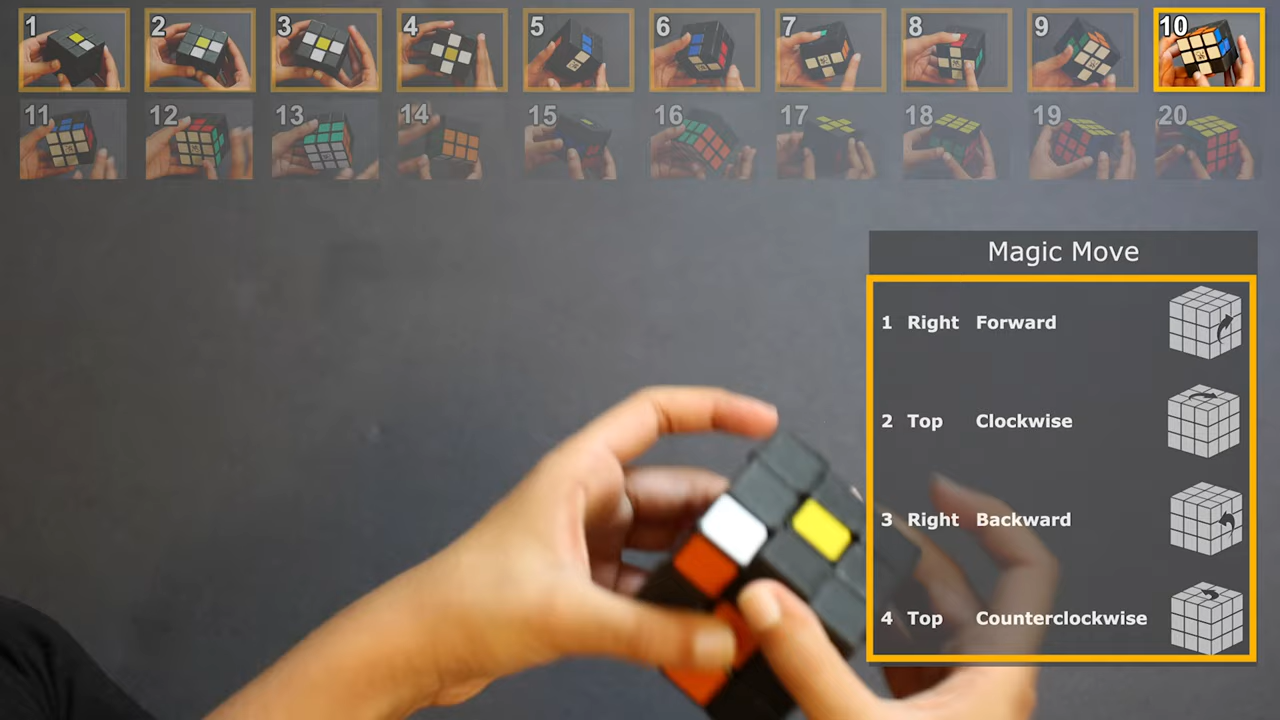 1 2 3 4 5 6 7 8 9 10
11 12 13 14 15 16 17 18 19 20
Magic Move
1 Right Forward
2 Top Clockwise
3 Right Backward
4 Top Counterclockwise